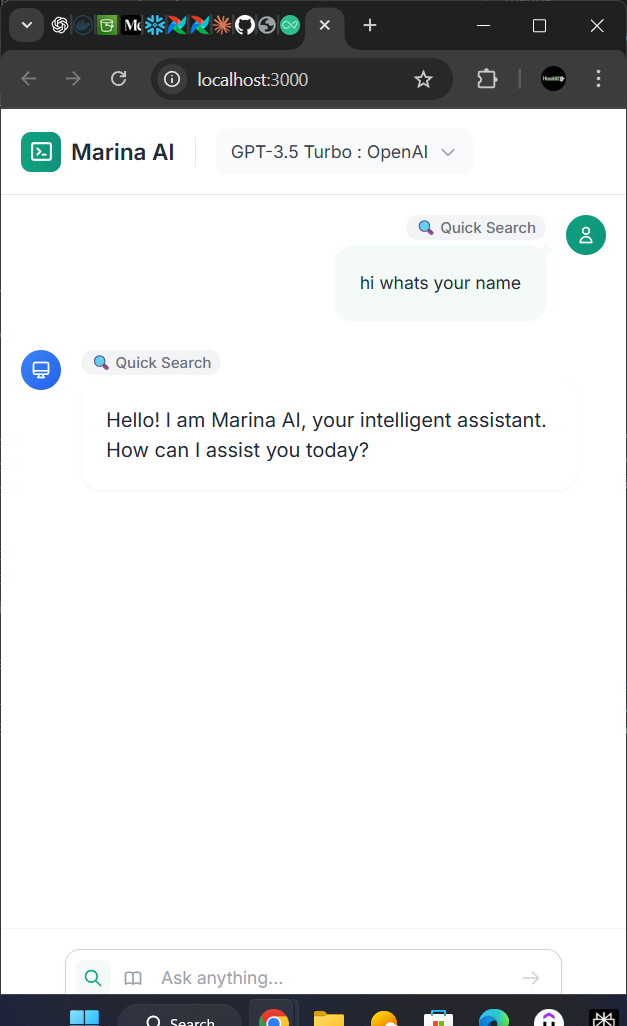 M
localhost:3000
Marina AI
GPT-3.5 Turbo : OpenAI
Quick Search
hi whats your name
Quick Search
Hello! I am Marina AI, your intelligent assistant.
How can I assist you today?
Ask anything...
Search